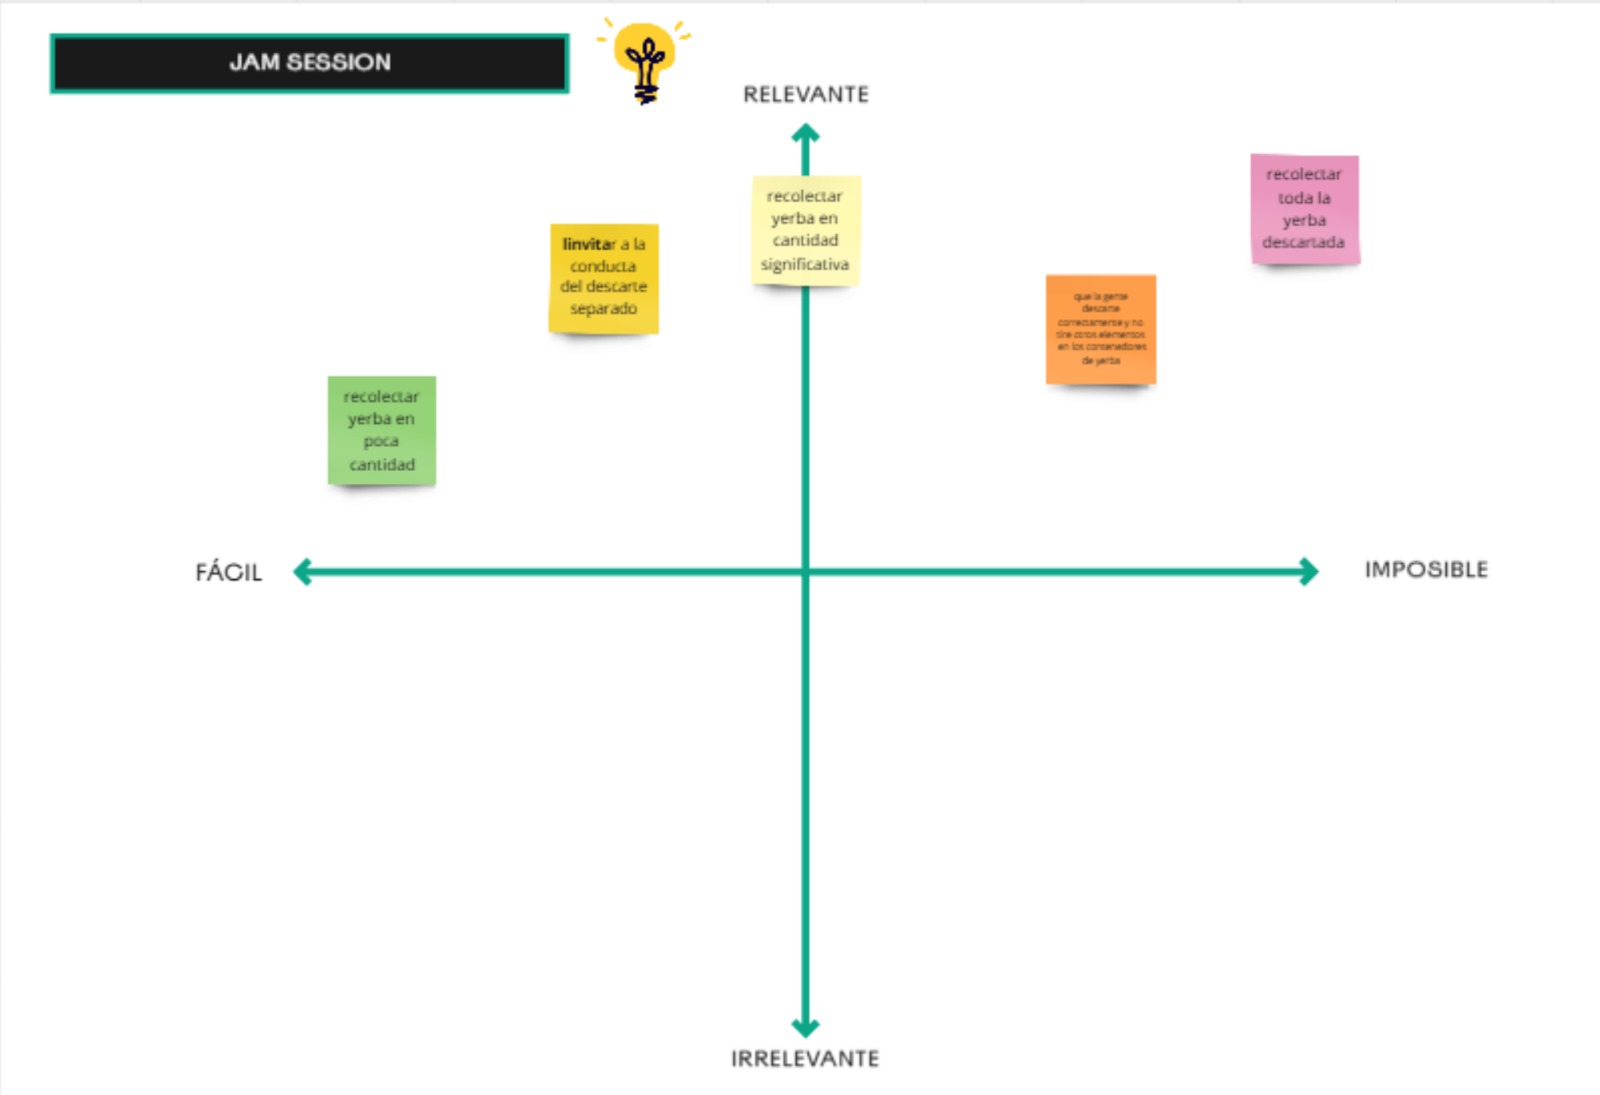 JAM SESSION
RELEVANTE
recolectar
toda la
yerba
descartada
recolectar
yerba en
cantidad
significativa
linvitar a la
conducta
del descarte
separado
que la gente
descarte
correctamente y no
tire otros elementos
en los contenedores
de yerba
recolectar
yerba en
poca
cantidad
FÁCIL
IMPOSIBLE
IRRELEVANTE